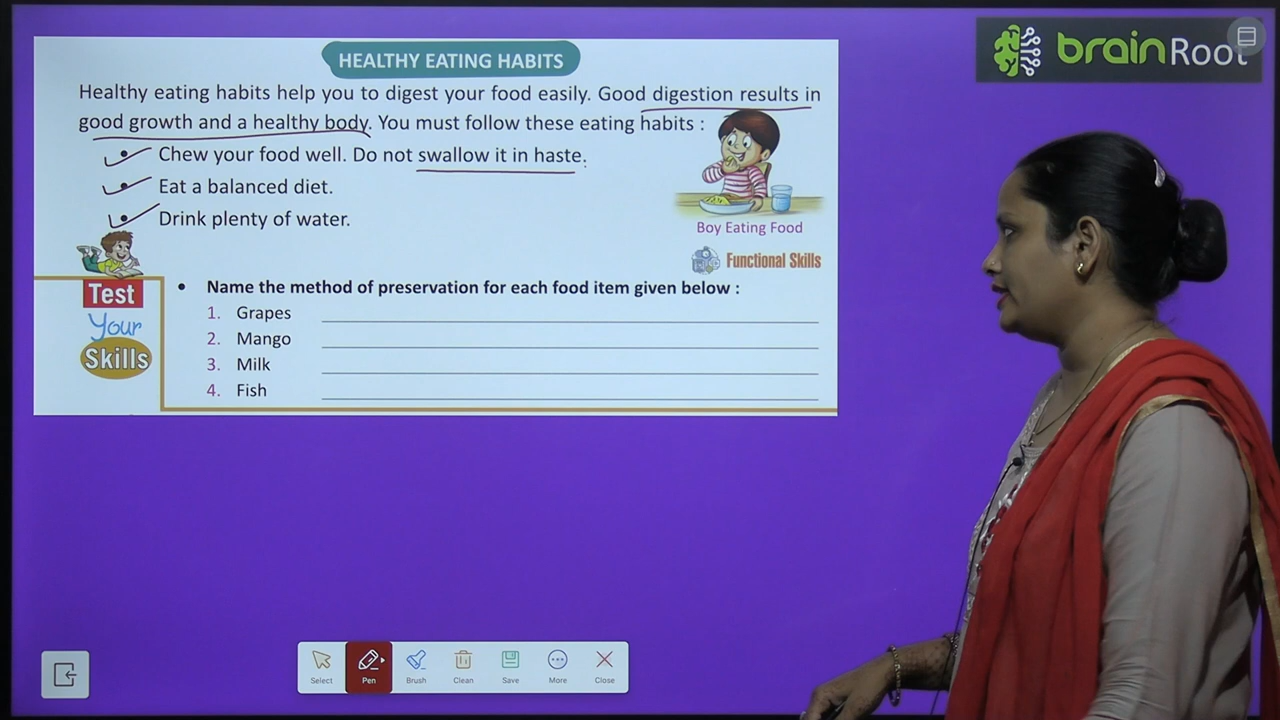 brainRoot
HEALTHY EATING HABITS
Healthy eating habits help you to digest your food easily. Good digestion results in
good growth and a healthy body. You must follow these eating habits :
• Chew your food well. Do not swallow it in haste.
• Eat a balanced diet.
• Drink plenty of water.
Boy Eating Food
Functional Skills
Test
Your
Skills
• Name the method of preservation for each food item given below :
1. Grapes
2. Mango
3. Milk
4. Fish
Select
Pen
Brush
Clean
Save
More
Close